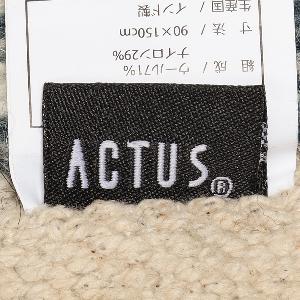 組成 / ウール71%
ナイロン29%
寸法 / 90×150cm
生産国 / インド製
ACTUS®